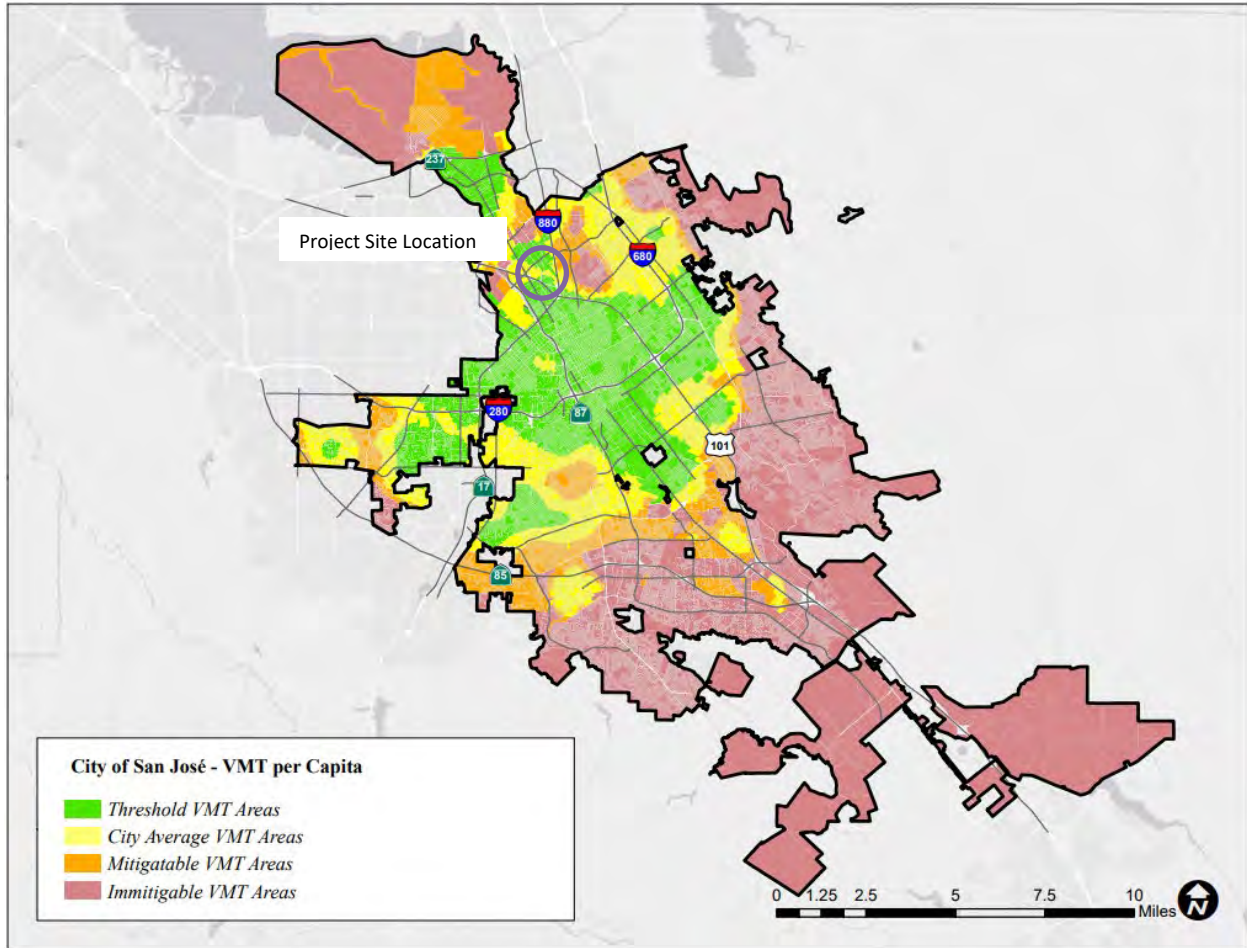 237
880
Project Site Location
680
280
87
101
17
85
City of San José - VMT per Capita
Threshold VMT Areas
City Average VMT Areas
Mitigatable VMT Areas
Immitigable VMT Areas
0 1.25 2.5 5 7.5 10
Miles
N